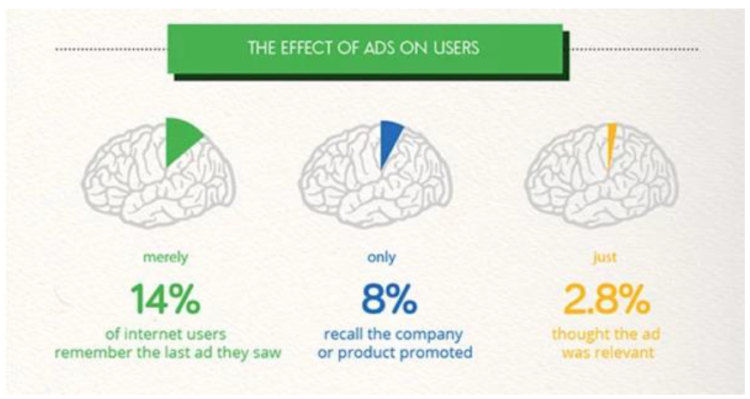 THE EFFECT OF ADS ON USERS
merely
14%
of internet users
remember the last ad they saw
only
8%
recall the company
or product promoted
just
2.8%
thought the ad
was relevant